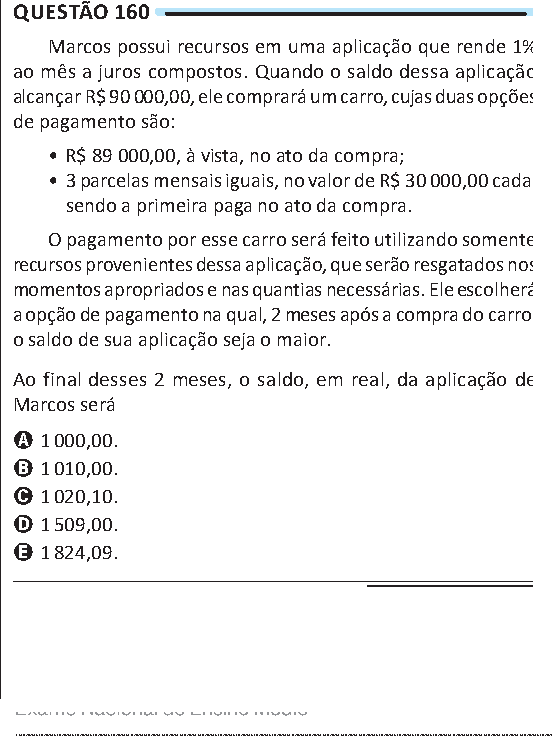 QUESTÃO 160
Marcos possui recursos em uma aplicação que rende 1%
ao mês a juros compostos. Quando o saldo dessa aplicação
alcançar R$ 90 000,00, ele comprará um carro, cujas duas opções
de pagamento são:
• R$ 89 000,00, à vista, no ato da compra;
• 3 parcelas mensais iguais, no valor de R$ 30 000,00 cada
sendo a primeira paga no ato da compra.
O pagamento por esse carro será feito utilizando somente
recursos provenientes dessa aplicação, que serão resgatados nos
momentos apropriados e nas quantias necessárias. Ele escolherá
a opção de pagamento na qual, 2 meses após a compra do carro
o saldo de sua aplicação seja o maior.
Ao final desses 2 meses, o saldo, em real, da aplicação de
Marcos será
A 1 000,00.
B 1 010,00.
C 1 020,10.
D 1 509,00.
E 1 824,09.
Exame Nacional do Ensino Médio